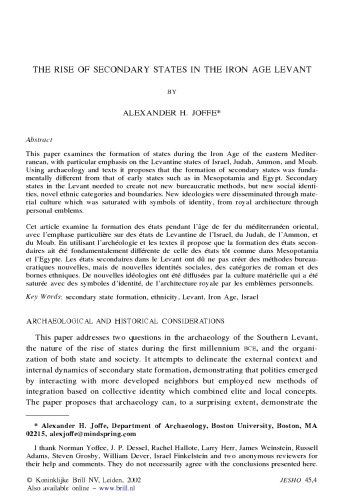 THE RISE OF SECONDARY STATES IN THE IRON AGE LEVANT
BY
ALEXANDER H. JOFFE*
Abstract
This paper examines the formation of states during the Iron Age of the eastern Mediter-
ranean, with particular emphasis on the Levantine states of Israel, Judah, Ammon, and Moab.
Using archaeology and texts it proposes that the formation of secondary states was funda-
mentally different from that of early states such as in Mesopotamia and Egypt. Secondary
states in the Levant needed to create not new bureaucratic methods, but new social identi-
ties, novel ethnic categories and boundaries. New ideologies were disseminated through mate-
rial culture which was saturated with symbols of identity, from royal architecture through
personal emblems.
Cet article examine la formation des états pendant l'âge de fer du méditerranéen oriental,
avec l'emphase particulière sur des états de Levantine de l'Israel, du Judah, de l'Ammon, et
du Moab. En utilisant l'archéologie et les textes il propose que la formation des états secon-
daires ait été fondamentalement différente de celle des états tôt comme dans Mesopotamia
et l'Egypte. Les états secondaires dans le Levant ont dû ne pas créer des méthodes bureau-
cratiques nouvelles, mais de nouvelles identités sociales, des catégories de roman et des
bornes ethniques. De nouvelles idéologies ont été diffusées par la culture matérielle qui a été
saturée avec des symboles d'identité, de l'architecture royale par les emblèmes personnels.
Key Words: secondary state formation, ethnicity, Levant, Iron Age, Israel
ARCHAEOLOGICAL AND HISTORICAL CONSIDERATIONS
This paper addresses two questions in the archaeology of the Southern Levant,
the nature of the rise of states during the first millennium BCE, and the organi-
zation of both state and society. It attempts to delineate the external context and
internal dynamics of secondary state formation, demonstrating that polities emerged
by interacting with more developed neighbors but employed new methods of
integration based on collective identity which combined elite and local concepts.
The paper proposes that archaeology can, to a surprising extent, demonstrate the
* Alexander H. Joffe, Department of Archaeology, Boston University, Boston, MA
02215, alexjoffe@mindspring.com
I thank Norman Yoffee, J. P. Dessel, Rachel Hallote, Larry Herr, James Weinstein, Russell
Adams, Steven Grosby, William Dever, Israel Finkelstein and two anonymous reviewers for
their help and comments. They do not necessarily agree with the conclusions presented here.
© Koninklijke Brill NV, Leiden, 2002 JESHO 45,4
Also available online – www.brill.nl